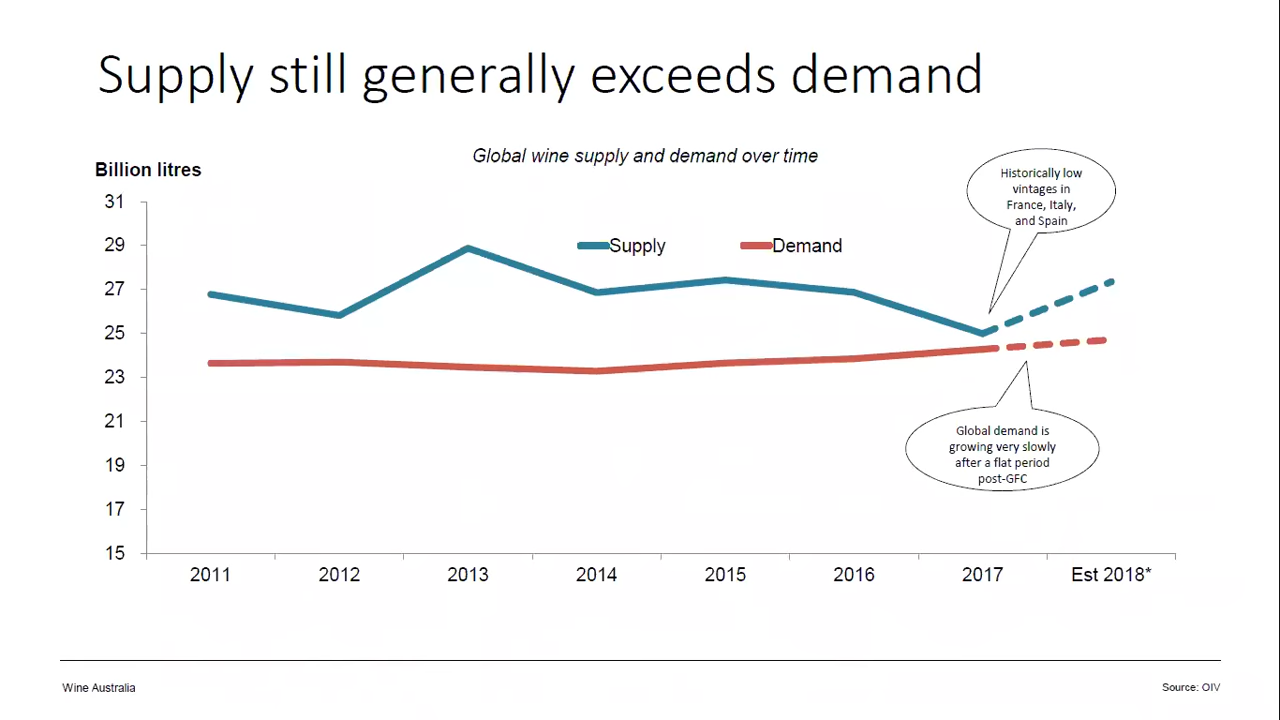 Supply still generally exceeds demand
Global wine supply and demand over time
Billion litres
Historically low
vintages in
France, Italy,
and Spain
31
29
27
25
23
21
19
17
15
Supply
Demand
Global demand is
growing very slowly
after a flat period
post-GFC
2011
2012
2013
2014
2015
2016
2017
Est 2018*
Wine Australia
Source: OIV